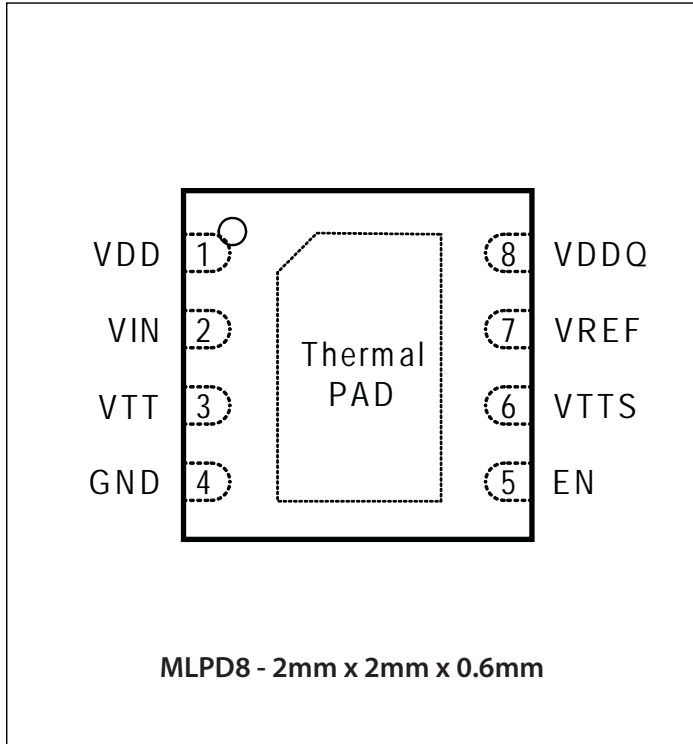 VDD 1 8 VDDQ
VIN 2 7 VREF
Thermal
PAD
VTT 3 6 VTTS
GND 4 5 EN
MLPD8 - 2mm x 2mm x 0.6mm